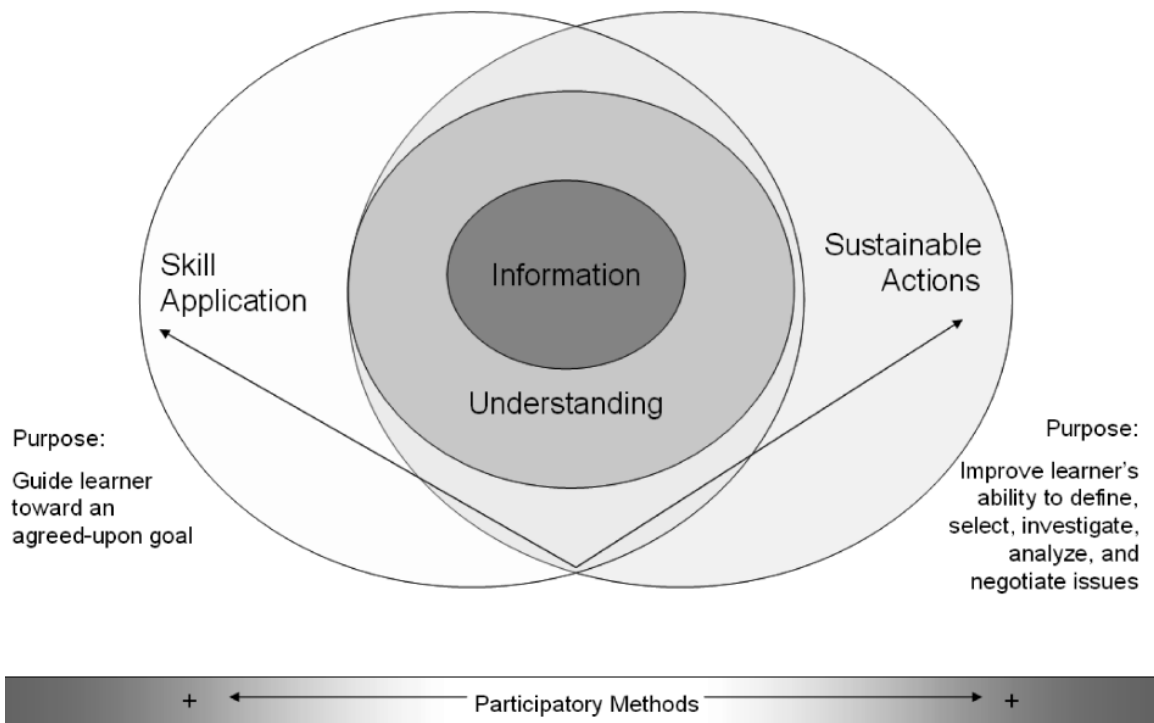 Skill
Application
Information
Understanding
Sustainable
Actions
Purpose:
Guide learner
toward an
agreed-upon goal
Purpose:
Improve learner’s
ability to define,
select, investigate,
analyze, and
negotiate issues
+ Participatory Methods +